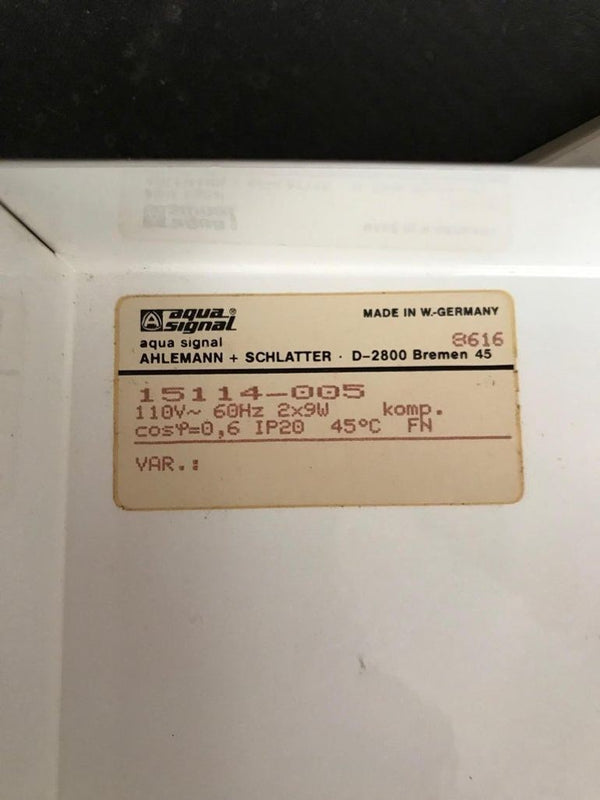 aqua® signal
MADE IN W.-GERMANY
aqua signal
8616
AHLEMANN + SCHLATTER · D-2800 Bremen 45
15114-005
110V~ 60Hz 2x9W komp.
cosφ=0,6 IP20 45°C FN
VAR.: